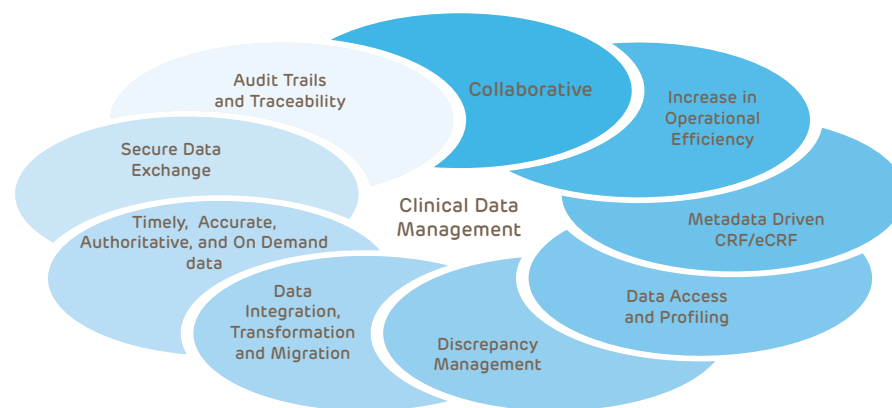 Collaborative
Increase in
Operational
Efficiency
Metadata Driven
CRF/eCRF
Data Access
and Profiling
Discrepancy
Management
Data
Integration,
Transformation
and Migration
Timely, Accurate,
Authoritative, and On Demand
data
Secure Data
Exchange
Audit Trails
and Traceability
Clinical Data
Management